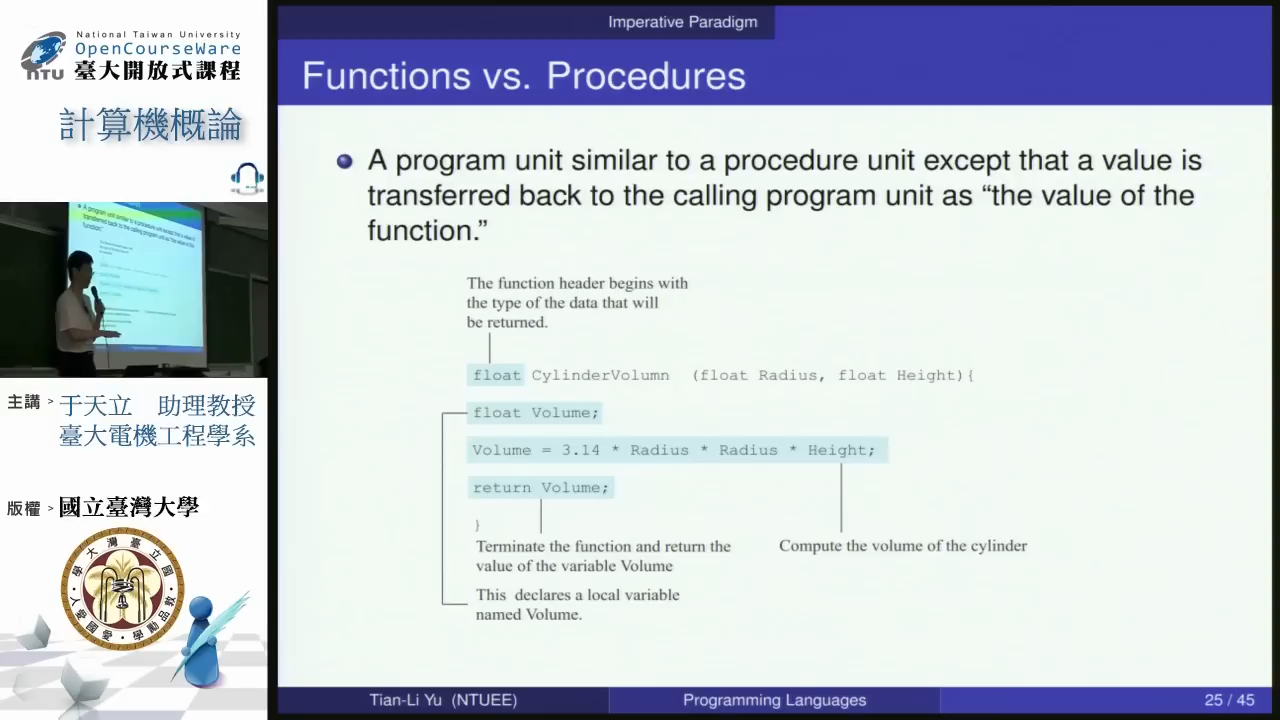 National Taiwan University
OpenCourseWare
NTU 臺大開放式課程
計算機概論
主講 > 于天立 助理教授
臺大電機工程學系
版權 > 國立臺灣大學
Imperative Paradigm
Functions vs. Procedures
A program unit similar to a procedure unit except that a value is
transferred back to the calling program unit as “the value of the
function.”
The function header begins with
the type of the data that will
be returned.
float CylinderVolumn (float Radius, float Height){
float Volume;
Volume = 3.14 * Radius * Radius * Height;
return Volume;
}
Terminate the function and return the
value of the variable Volume
Compute the volume of the cylinder
This declares a local variable
named Volume.
Tian-Li Yu (NTUEE)
Programming Languages
25 / 45